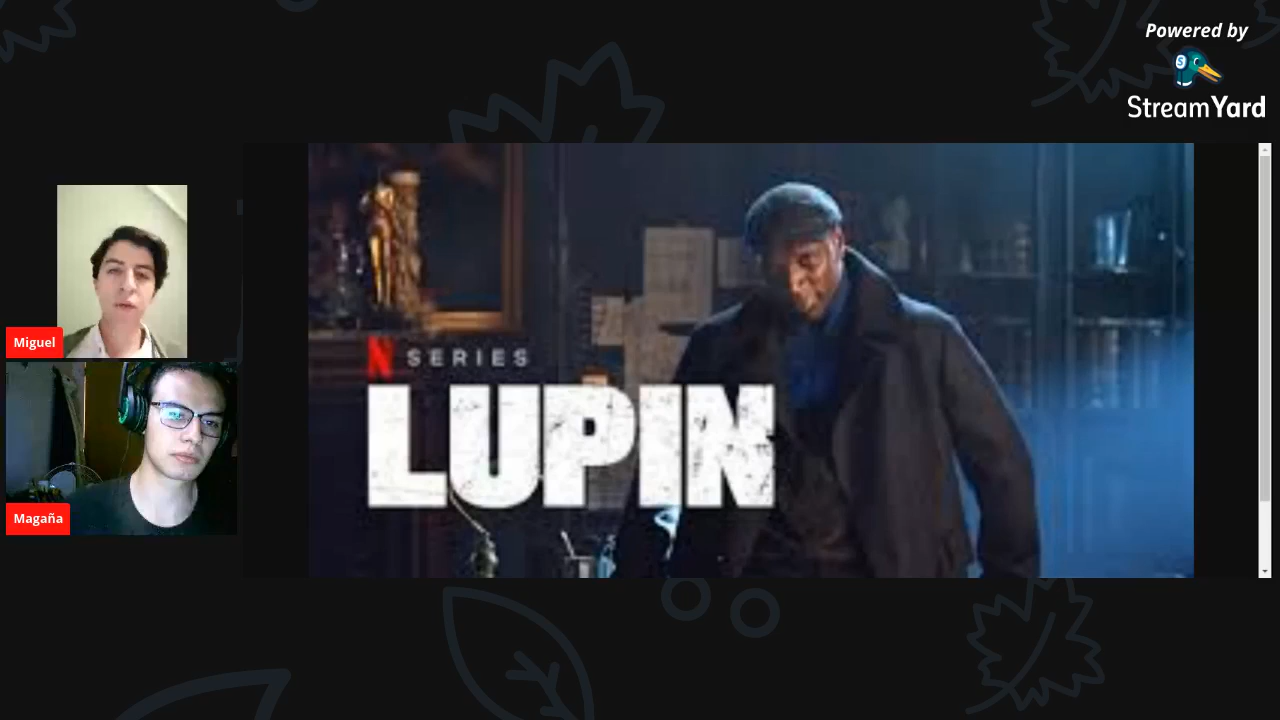 Powered by
StreamYard
Miguel
Magaña
N SERIES
LUPIN